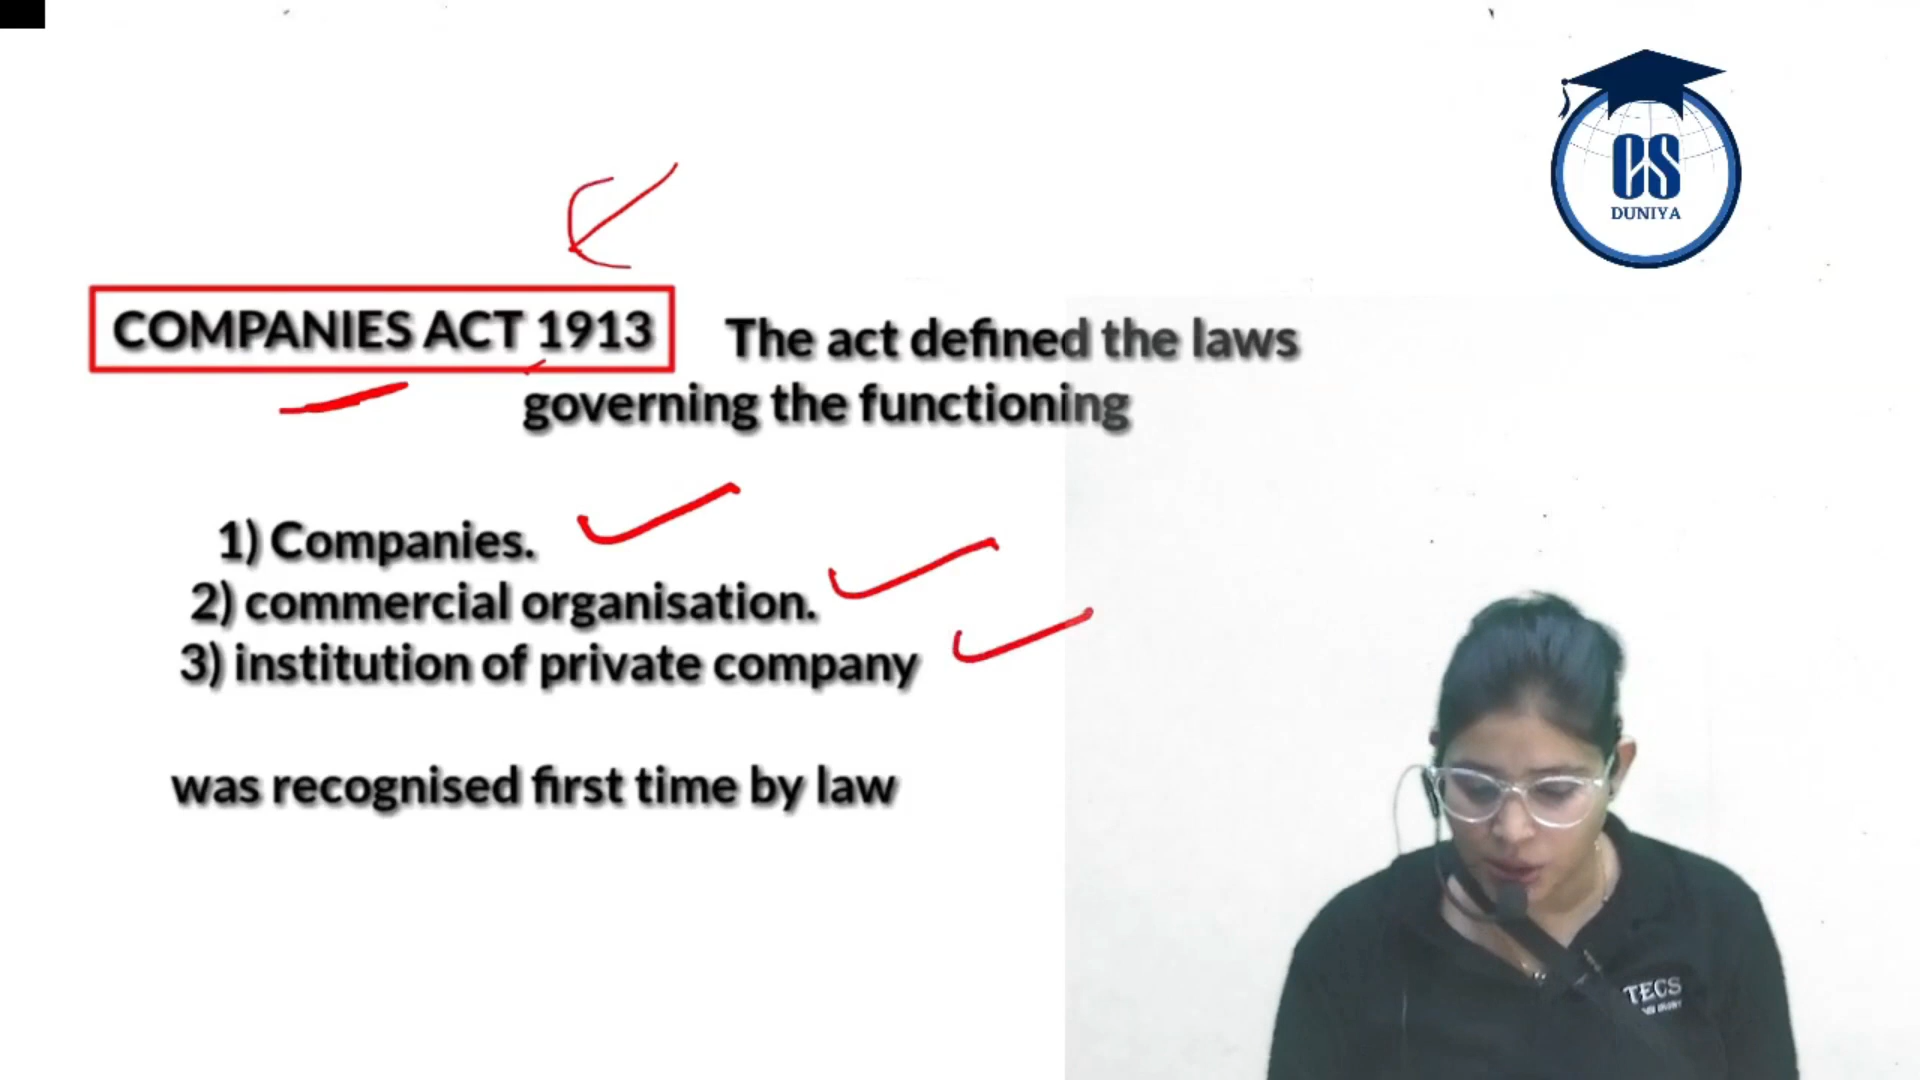 CS
DUNIYA
COMPANIES ACT 1913 The act defined the laws
governing the functioning
1) Companies.
2) commercial organisation.
3) institution of private company
was recognised first time by law
TECS